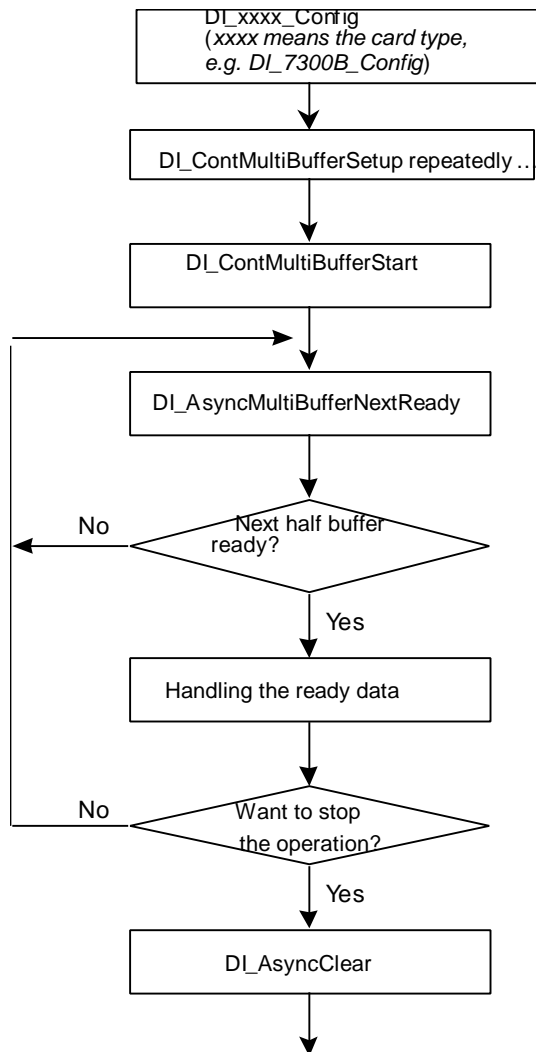 DI_xxxx_Config
(xxxx means the card type,
e.g. DI_7300B_Config)
DI_ContMultiBufferSetup repeatedly …
DI_ContMultiBufferStart
DI_AsyncMultiBufferNextReady
No
Next half buffer
ready?
Yes
Handling the ready data
No
Want to stop
the operation?
Yes
DI_AsyncClear